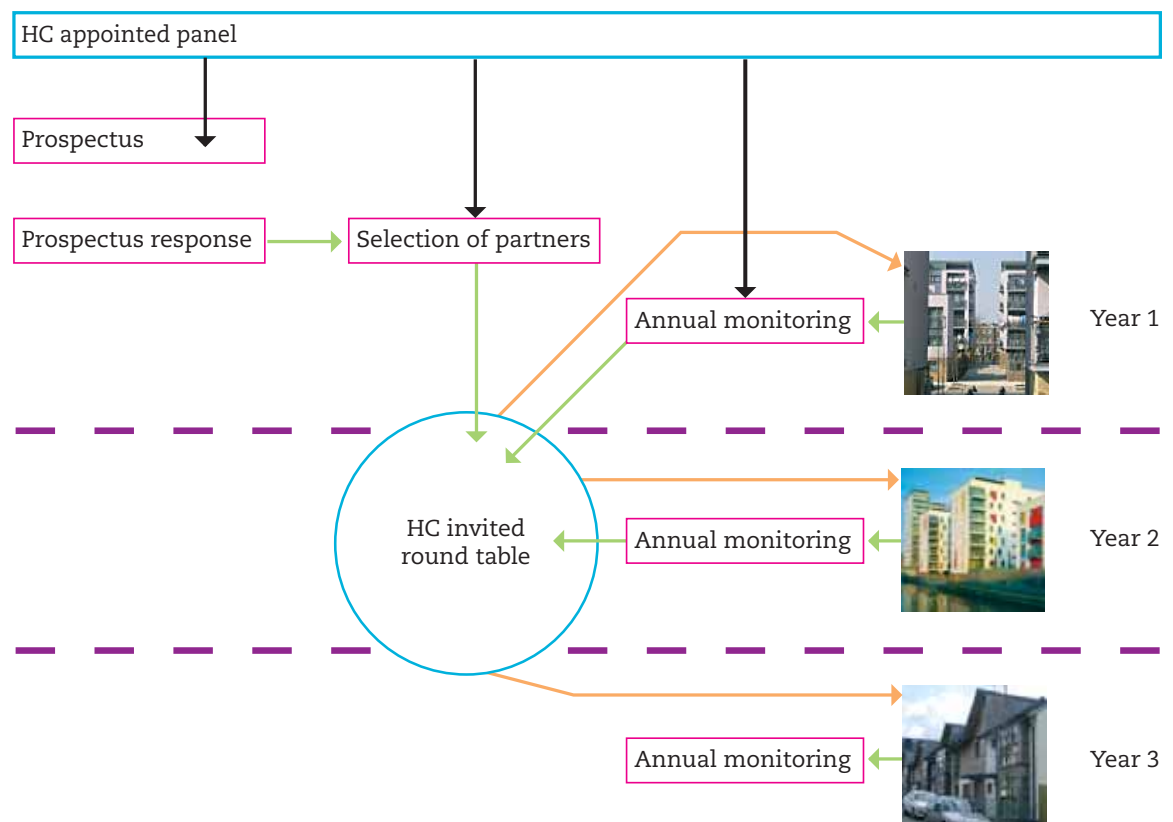 HC appointed panel
Prospectus
Prospectus response
Selection of partners
Annual monitoring
Year 1
HC invited
round table
Annual monitoring
Year 2
Annual monitoring
Year 3